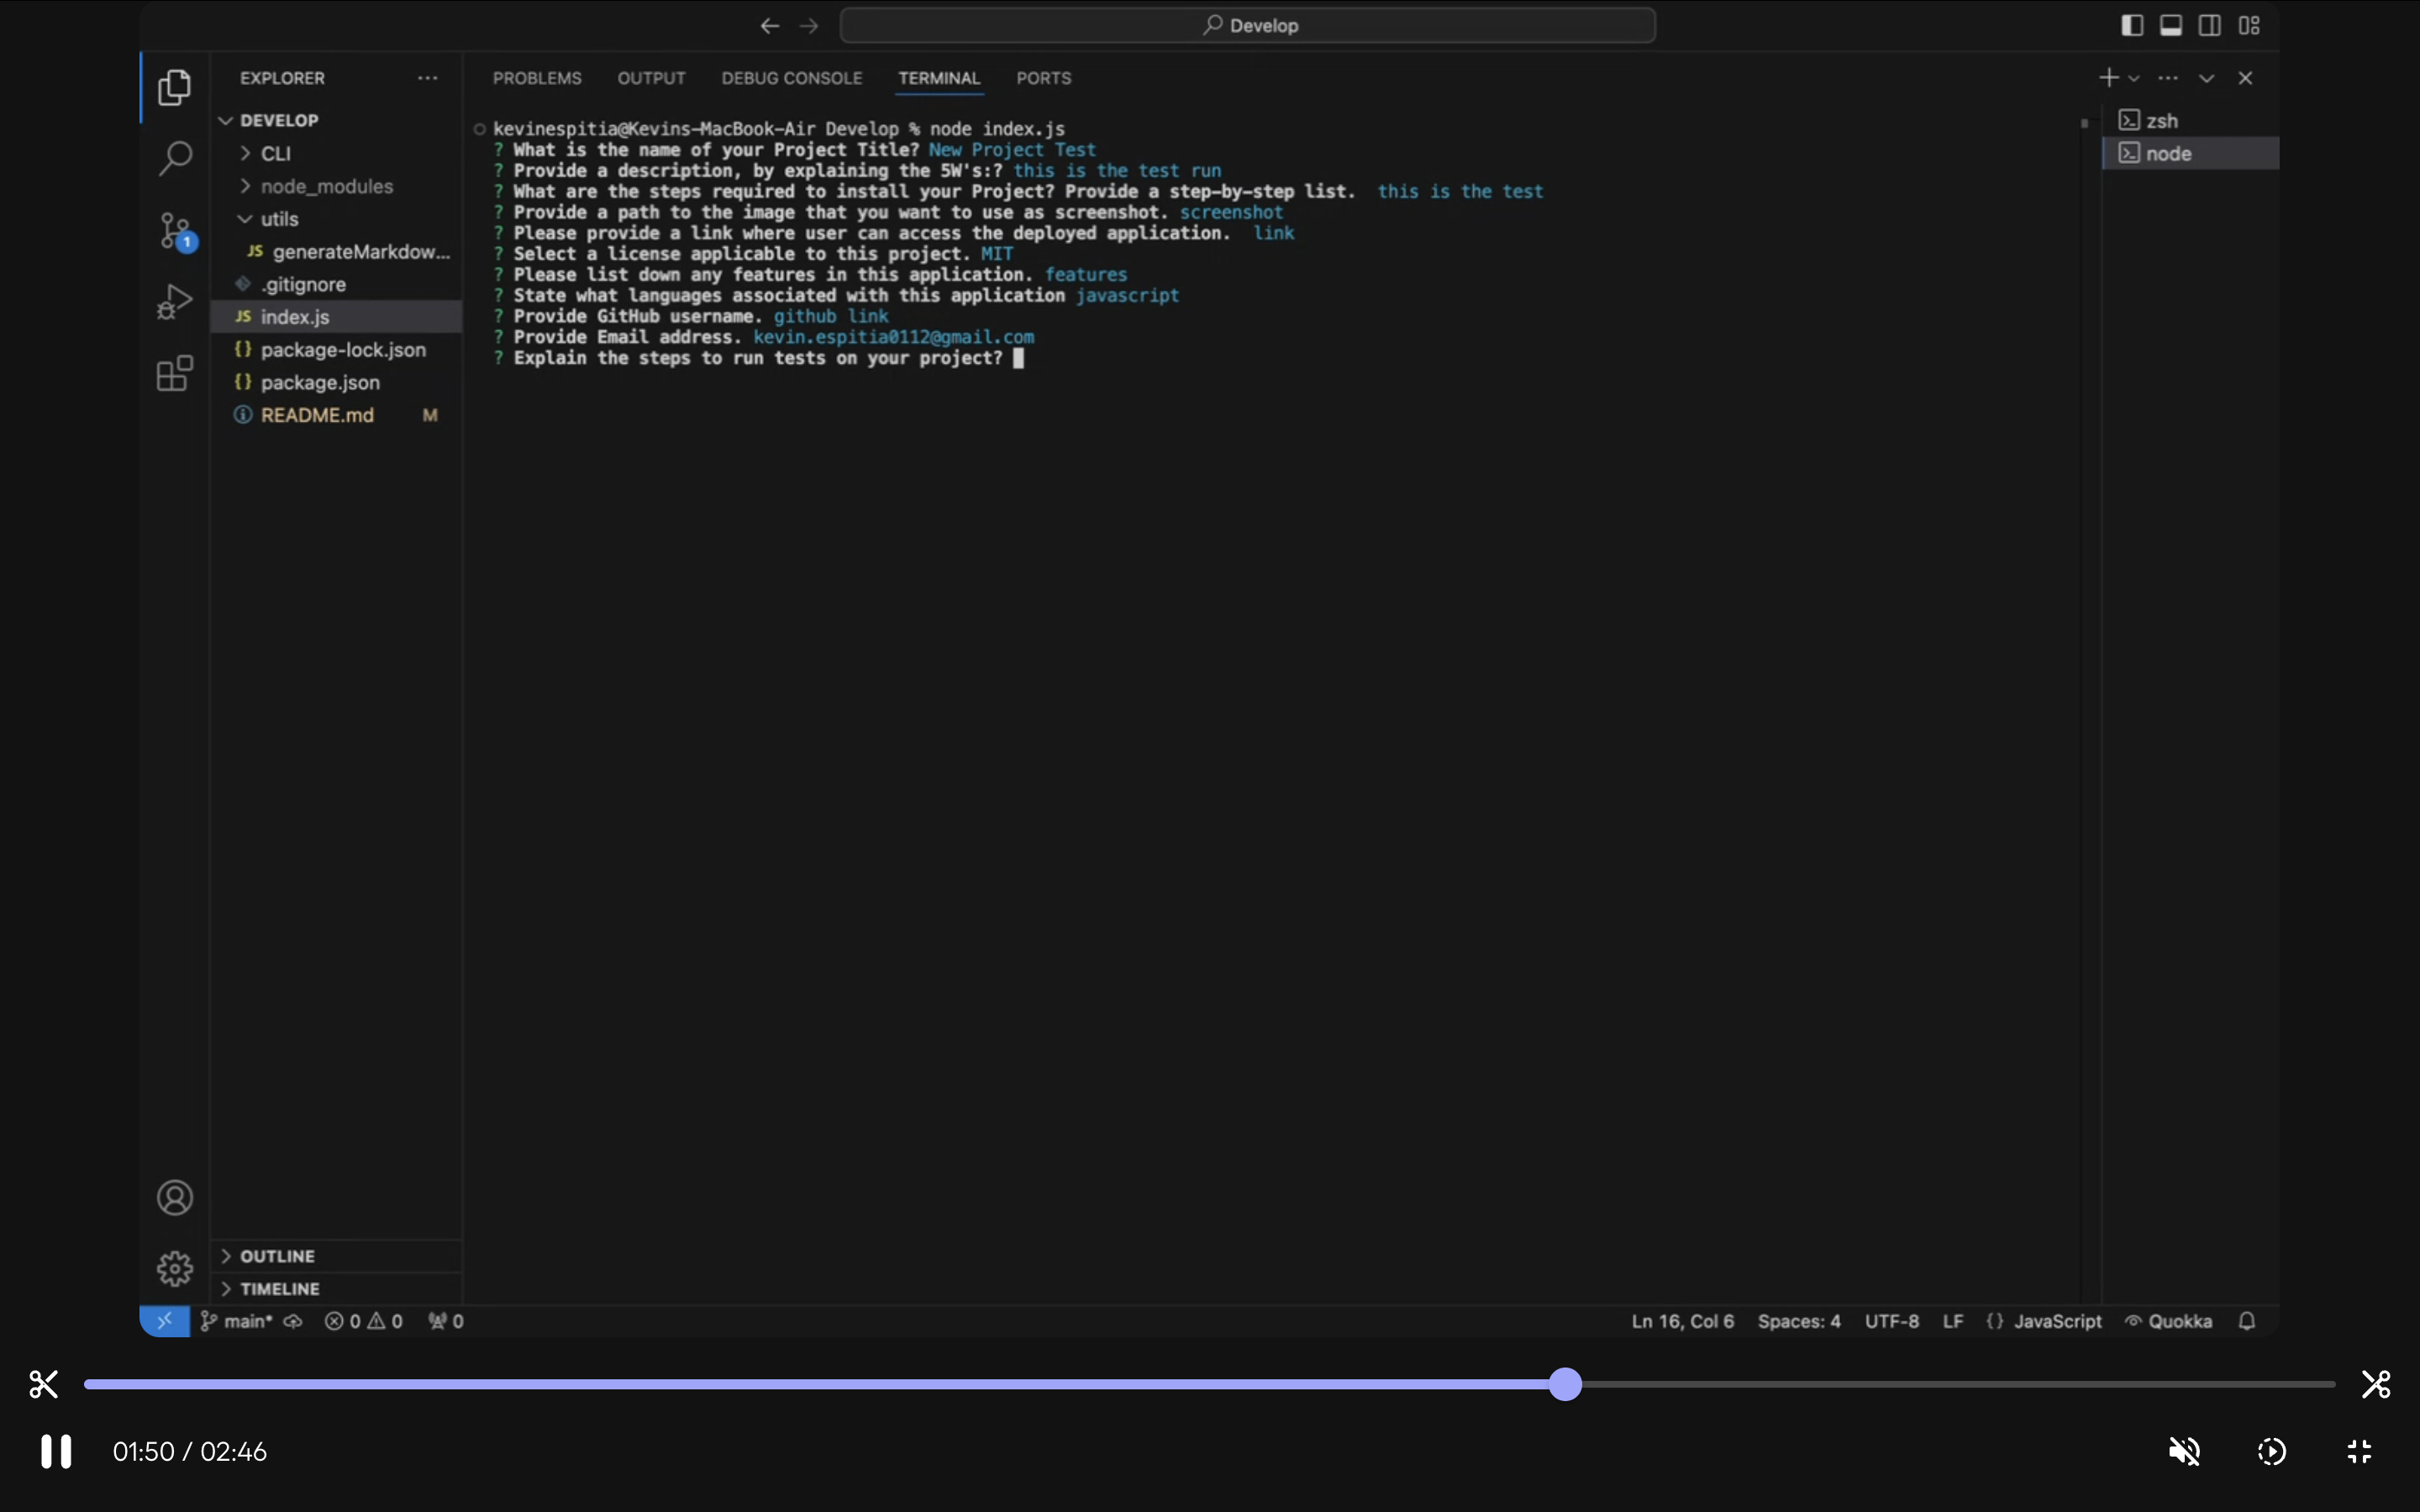 Develop
EXPLORER
DEVELOP
CLI
node_modules
utils
JS generateMarkdow...
.gitignore
JS index.js
{} package-lock.json
{} package.json
README.md M
1
OUTLINE
TIMELINE
PROBLEMS OUTPUT DEBUG CONSOLE TERMINAL PORTS
kevinespitia@Kevins-MacBook-Air Develop % node index.js
? What is the name of your Project Title? New Project Test
? Provide a description, by explaining the 5W's:? this is the test run
? What are the steps required to install your Project? Provide a step-by-step list. this is the test
? Provide a path to the image that you want to use as screenshot. screenshot
? Please provide a link where user can access the deployed application. link
? Select a license applicable to this project. MIT
? Please list down any features in this application. features
? State what languages associated with this application javascript
? Provide GitHub username. github link
? Provide Email address. kevin.espitia0112@gmail.com
? Explain the steps to run tests on your project?
zsh
node
main* 0 0 0 Ln 16, Col 6 Spaces: 4 UTF-8 LF {} JavaScript Quokka
01:50 / 02:46